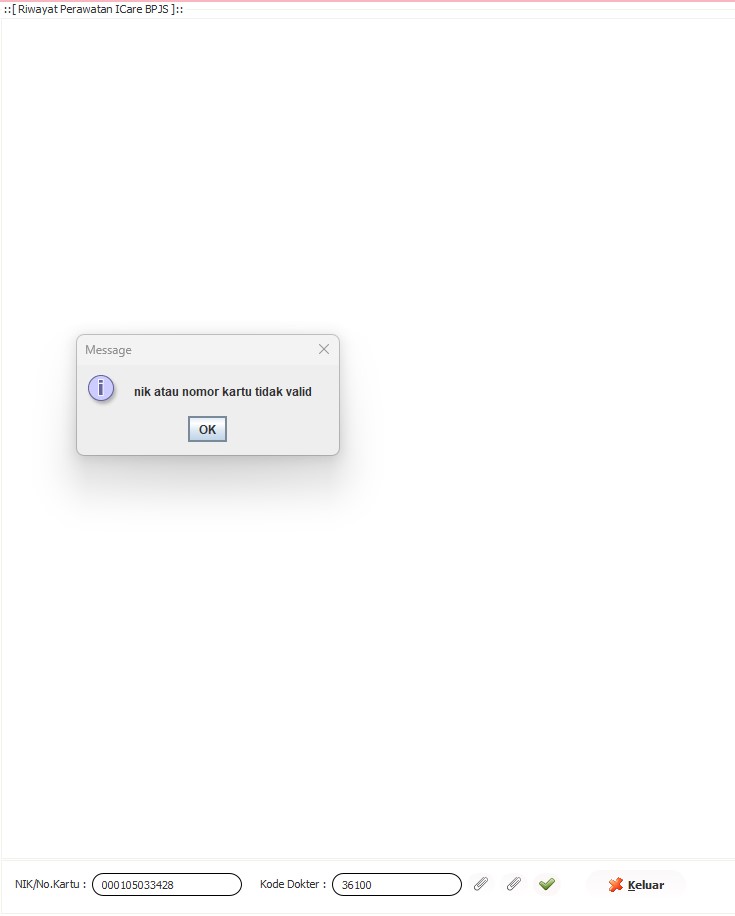 ::[ Riwayat Perawatan ICare BPJS ]::
Message
nik atau nomor kartu tidak valid
OK
NIK/No.Kartu : 000105033428 Kode Dokter : 36100 Keluar